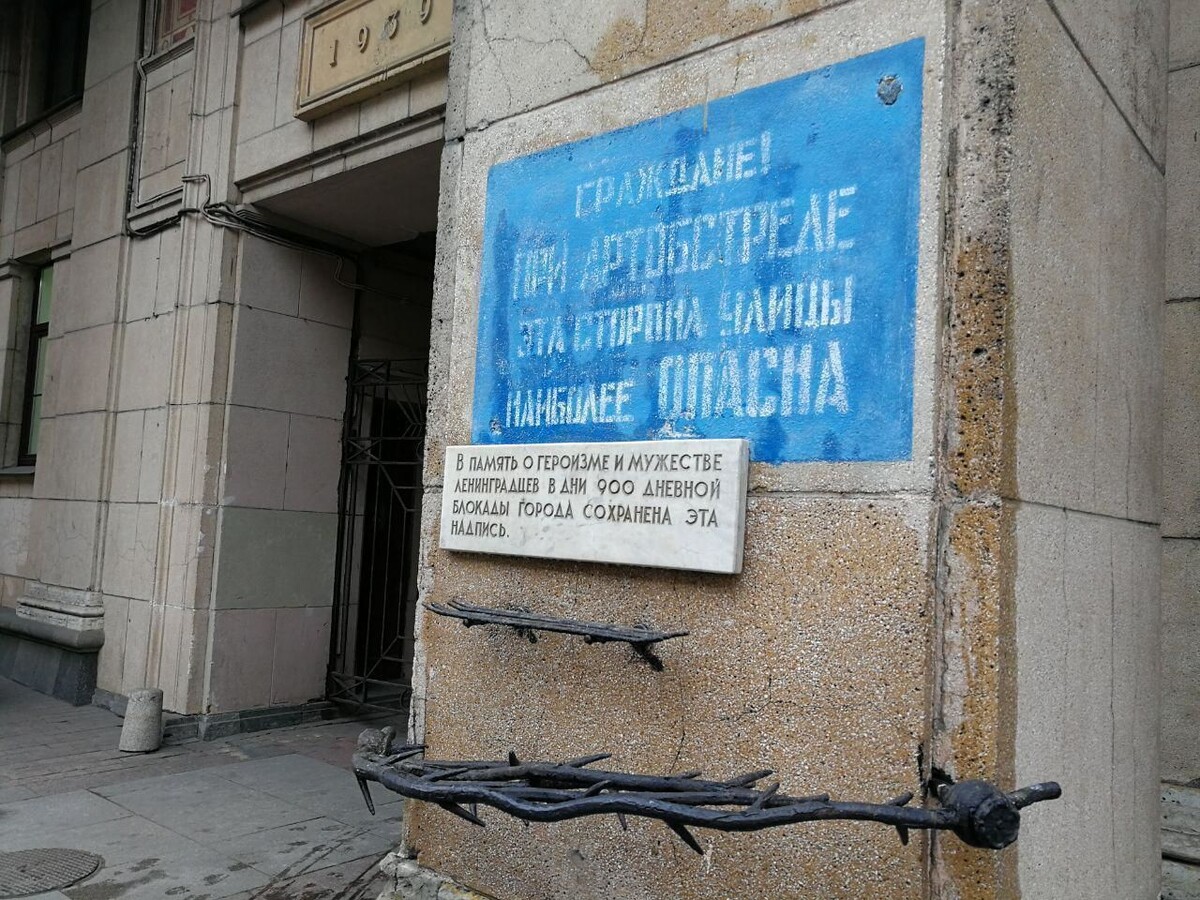 1939
ГРАЖДАНЕ!
ПРИ АРТОБСТРЕЛЕ
ЭТА СТОРОНА УЛИЦЫ
НАИБОЛЕЕ ОПАСНА
В ПАМЯТЬ О ГЕРОИЗМЕ И МУЖЕСТВЕ
ЛЕНИНГРАДЦЕВ В ДНИ 900 ДНЕВНОЙ
БЛОКАДЫ ГОРОДА СОХРАНЕНА ЭТА
НАДПИСЬ.